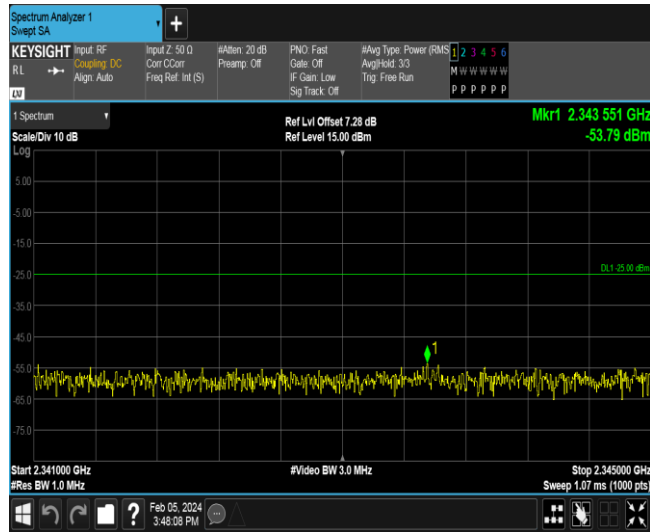 Spectrum Analyzer 1
Swept SA
KEYSIGHT
RL
LXI
Input: RF
Coupling: DC
Align: Auto
Input Z: 50 Ω
Corr CCorr
Freq Ref: Int (S)
#Atten: 20 dB
Preamp: Off
PNO: Fast
Gate: Off
IF Gain: Low
Sig Track: Off
#Avg Type: Power (RMS
Avg|Hold: 3/3
Trig: Free Run
1 2 3 4 5 6
M W W W W W
P P P P P P
1 Spectrum
Scale/Div 10 dB
Log
Ref Lvl Offset 7.28 dB
Ref Level 15.00 dBm
Mkr1 2.343 551 GHz
-53.79 dBm
5.00
-5.00
-15.0
-25.0
DL1 -25.00 dBm
-35.0
-45.0
1
-55.0
-65.0
-75.0
Start 2.341000 GHz
#Res BW 1.0 MHz
#Video BW 3.0 MHz
Stop 2.345000 GHz
Sweep 1.07 ms (1000 pts)
?
Feb 05, 2024
3:48:08 PM